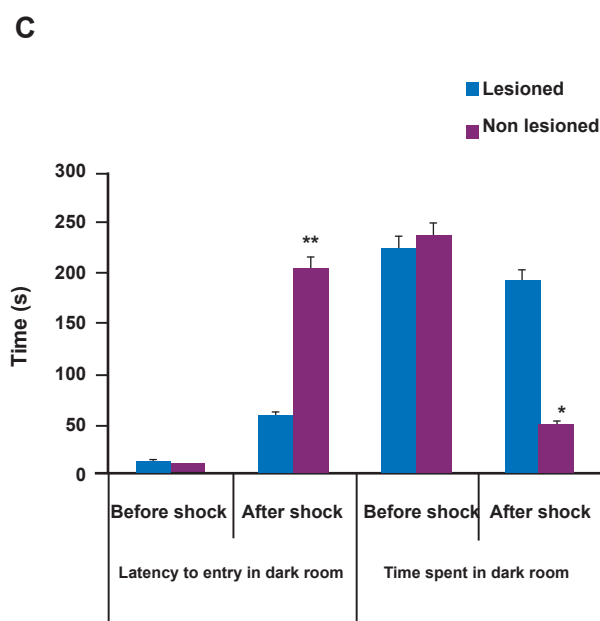 C
Lesioned
Non lesioned
300
250
200
150
100
50
0
Time (s)
**
*
Before shock After shock Before shock After shock
Latency to entry in dark room Time spent in dark room